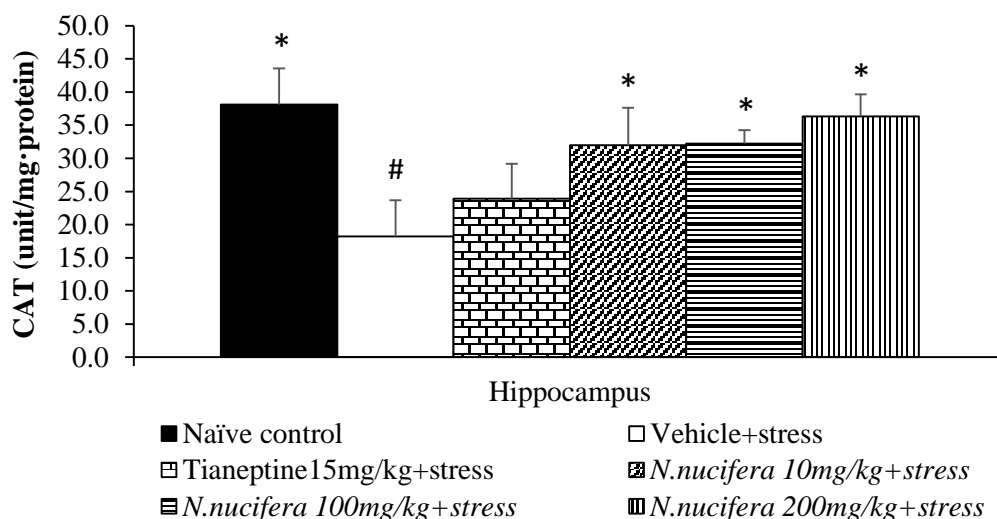 50.0
45.0
40.0
35.0
30.0
25.0
20.0
15.0
10.0
5.0
0.0
CAT (unit/mg·protein)
*
#
*
*
*
Hippocampus
Naïve control
Vehicle+stress
Tianeptine15mg/kg+stress
N.nucifera 10mg/kg+stress
N.nucifera 100mg/kg+stress
N.nucifera 200mg/kg+stress